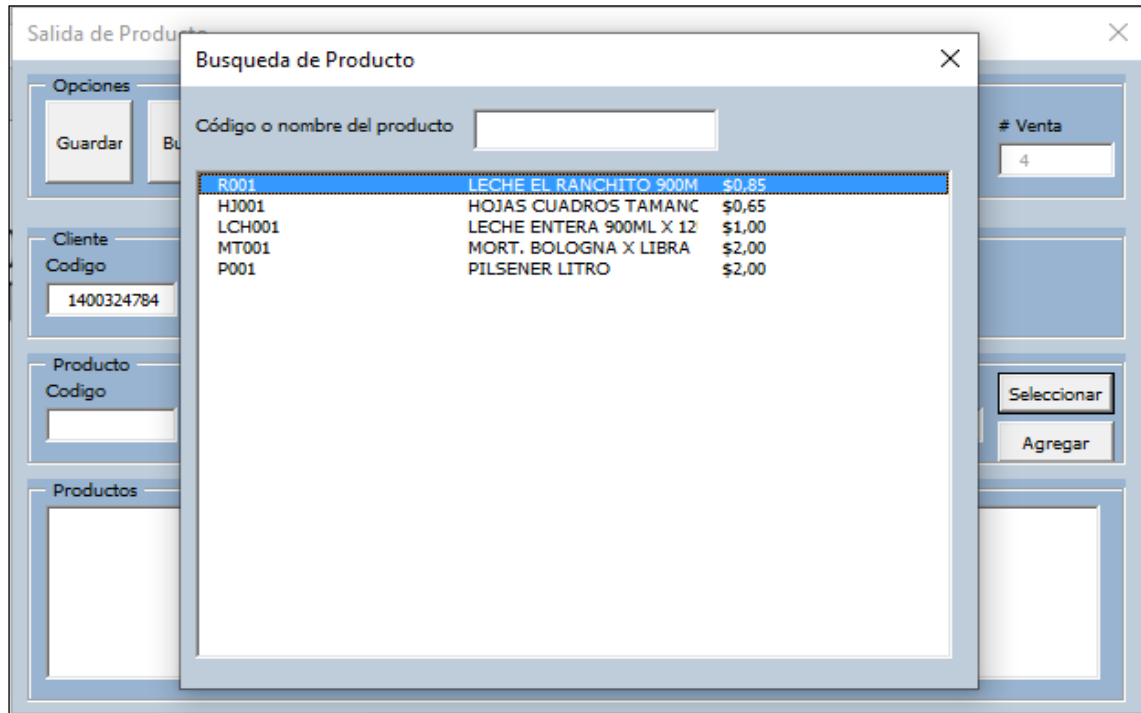 Salida de Produ
Busqueda de Producto
Opciones
Guardar
Código o nombre del producto
# Venta
4
R001 LECHE EL RANCHITO 900M $0,85
HJ001 HOJAS CUADROS TAMANC $0,65
LCH001 LECHE ENTERA 900ML X 12 $1,00
MT001 MORT. BOLOGNA X LIBRA $2,00
P001 PILSENER LITRO $2,00
Cliente
Codigo
1400324784
Producto
Codigo
Seleccionar
Agregar
Productos